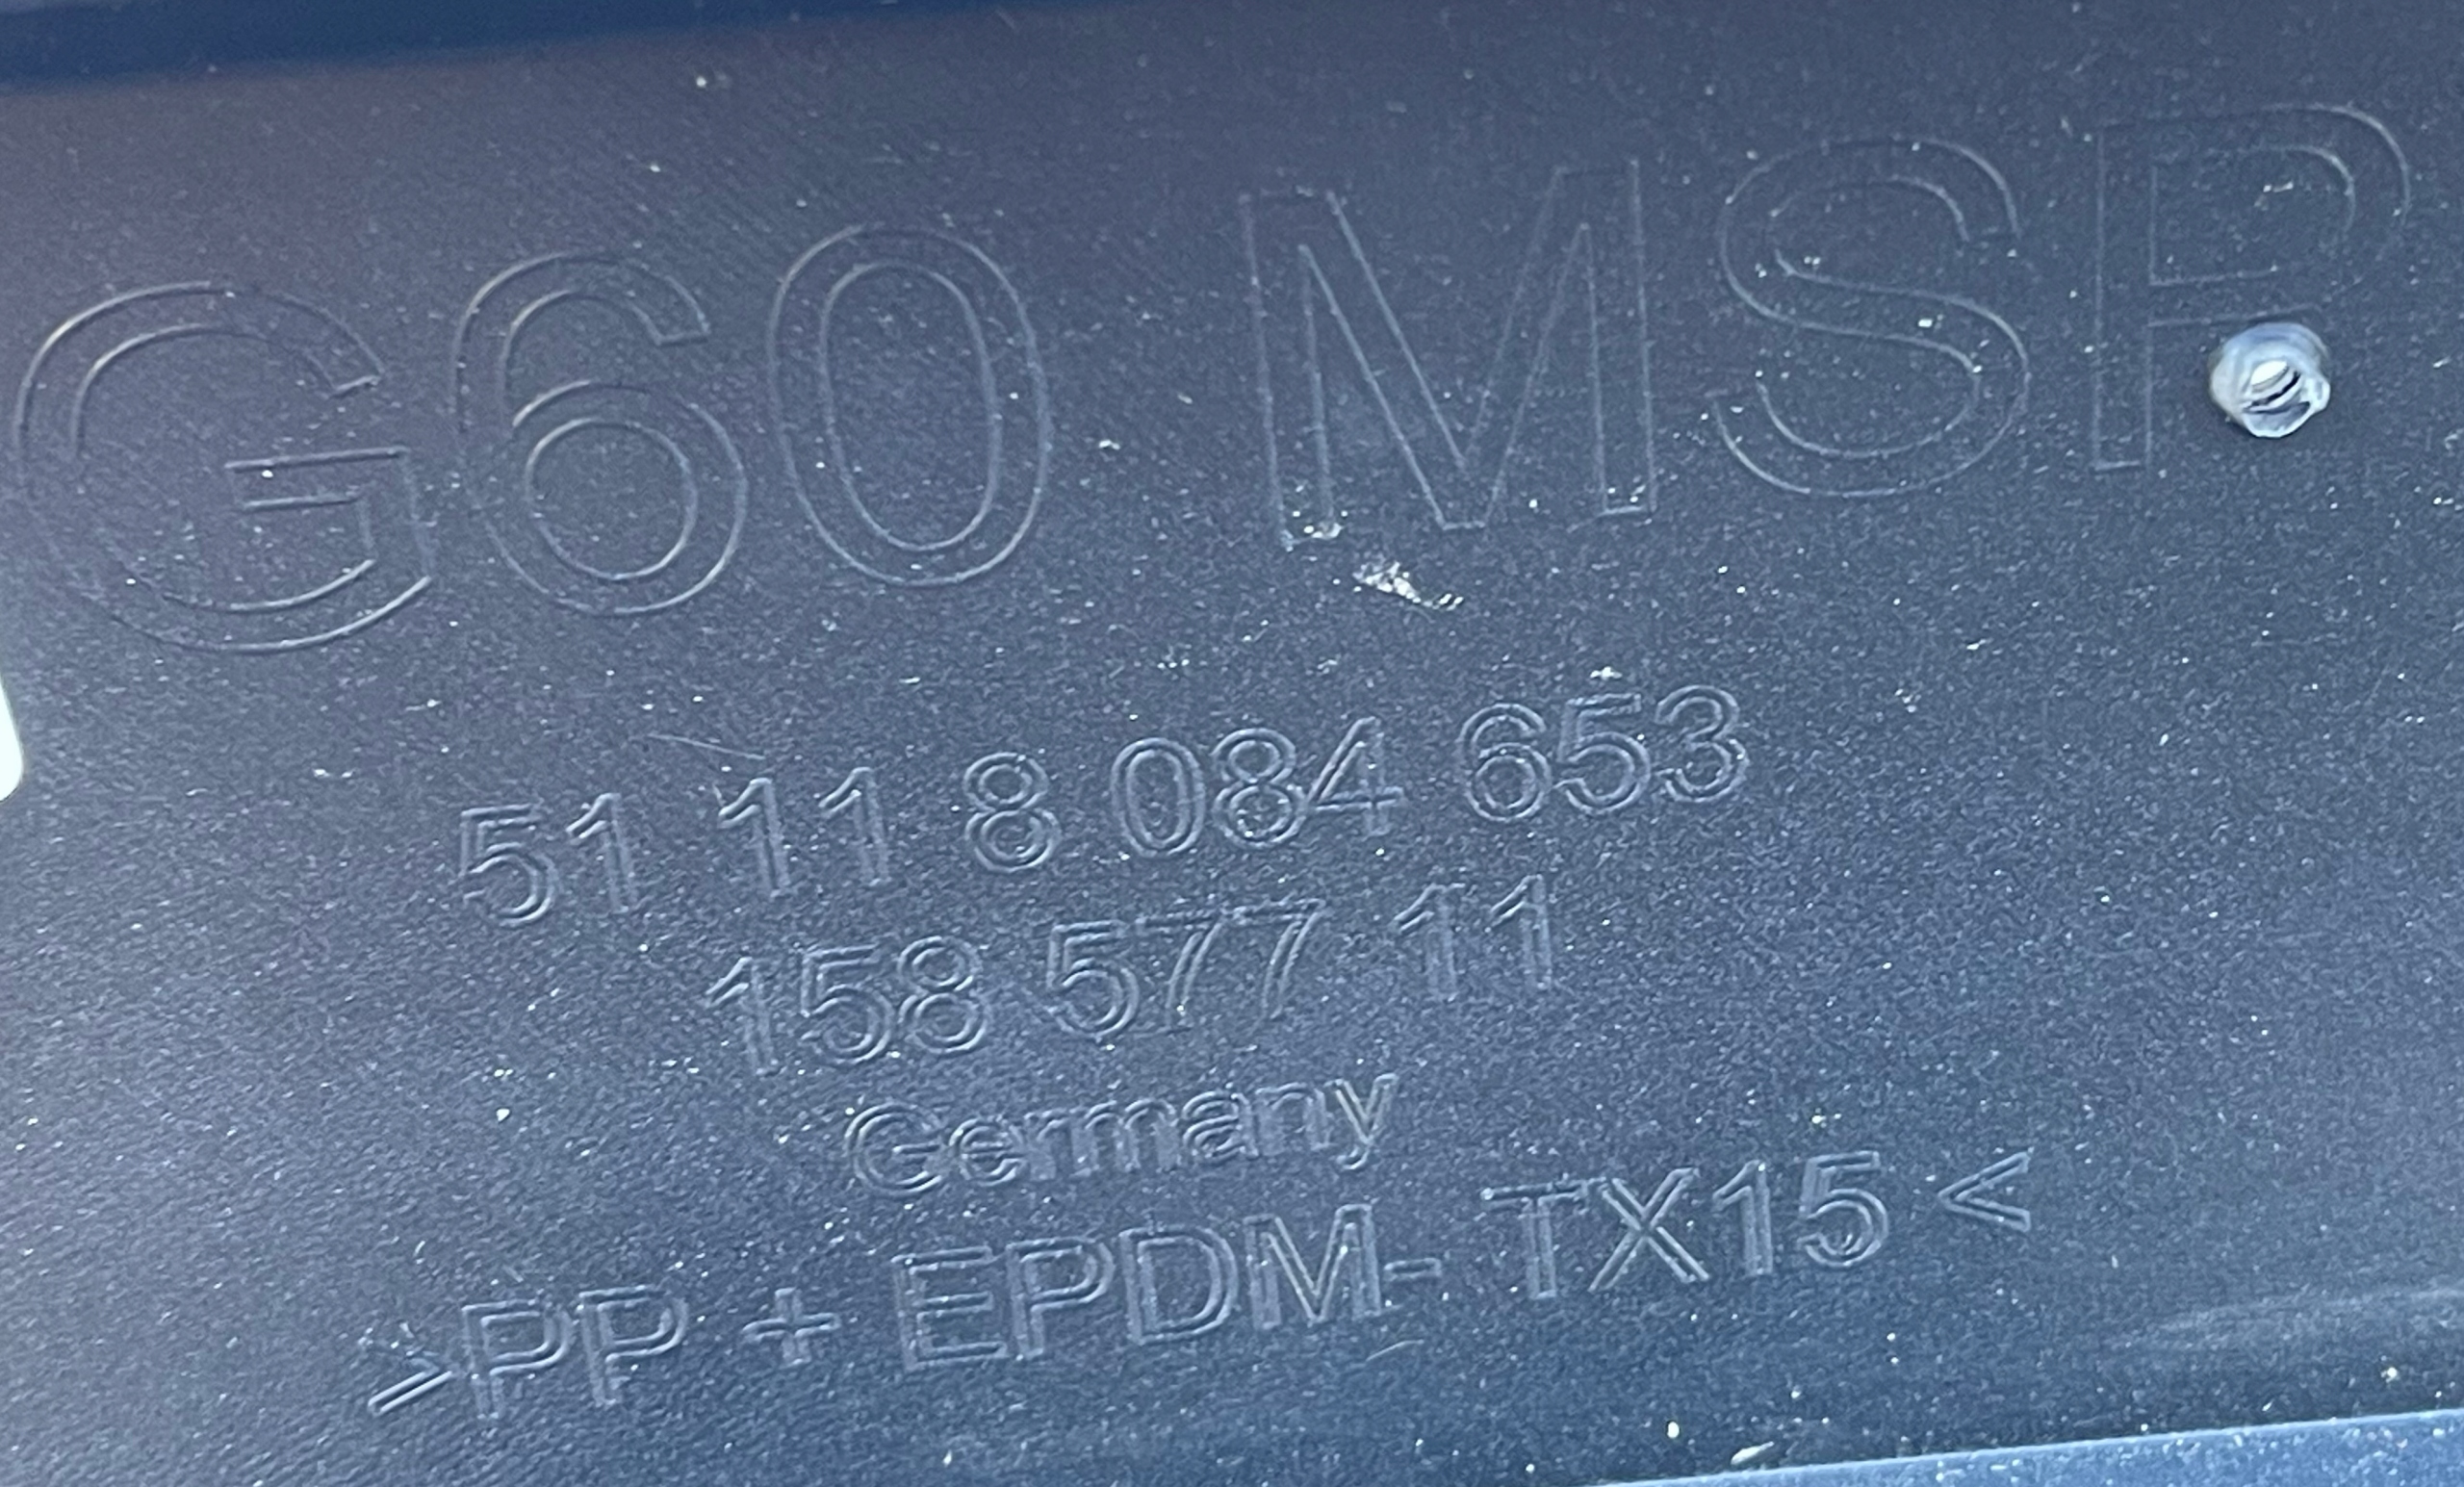 G60 MSP
51 11 8 084 653
158 577 11
Germany
>PP + EPDM- TX15 <